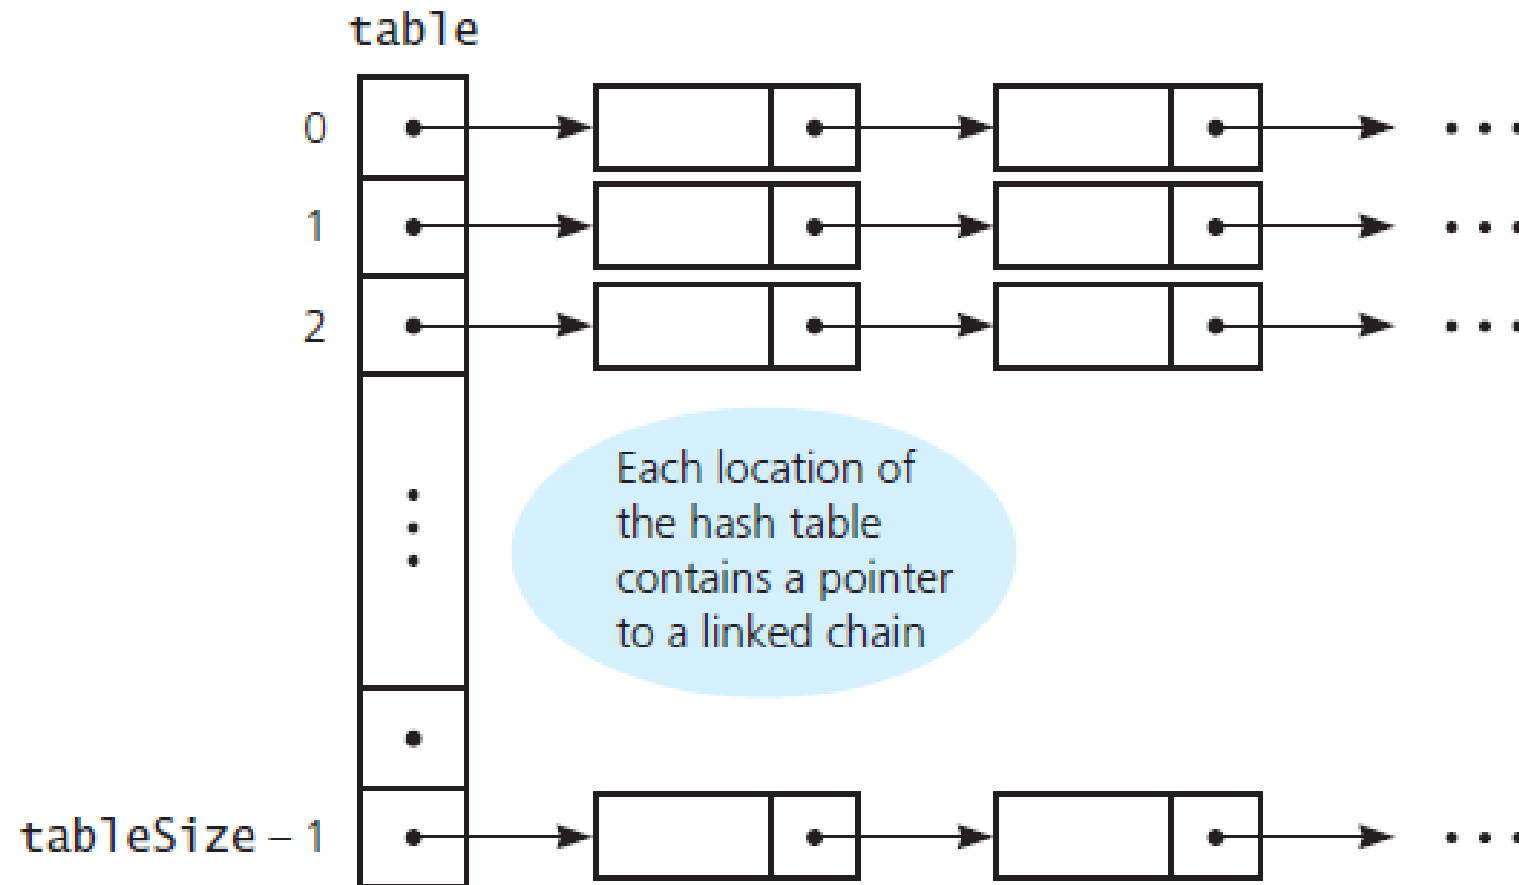 table
0
1
2
Each location of
the hash table
contains a pointer
to a linked chain
tableSize – 1